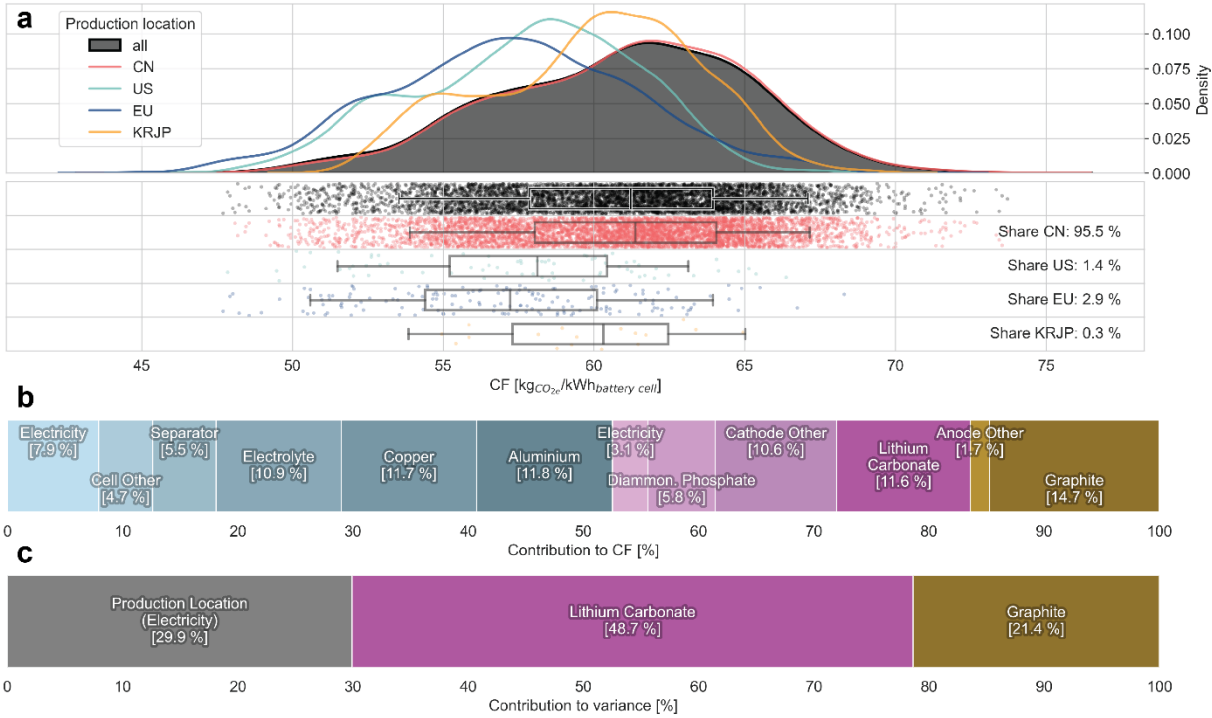 a
Production location
all
CN
US
EU
KRJP
0.100
0.075
0.050
0.025
0.000
Density
Share CN: 95.5 %
Share US: 1.4 %
Share EU: 2.9 %
Share KRJP: 0.3 %
45 50 55 60 65 70 75
CF [kgCO2e/kWhbattery cell]
b
Electricity
[7.9 %]
Cell Other
[4.7 %]
Separator
[5.5 %]
Electrolyte
[10.9 %]
Copper
[11.7 %]
Aluminium
[11.8 %]
Electricity
[3.1 %]
Diammon. Phosphate
[5.8 %]
Cathode Other
[10.6 %]
Lithium
Carbonate
[11.6 %]
Anode Other
[1.7 %]
Graphite
[14.7 %]
0 10 20 30 40 50 60 70 80 90 100
Contribution to CF [%]
c
Production Location
(Electricity)
[29.9 %]
Lithium Carbonate
[48.7 %]
Graphite
[21.4 %]
0 10 20 30 40 50 60 70 80 90 100
Contribution to variance [%]